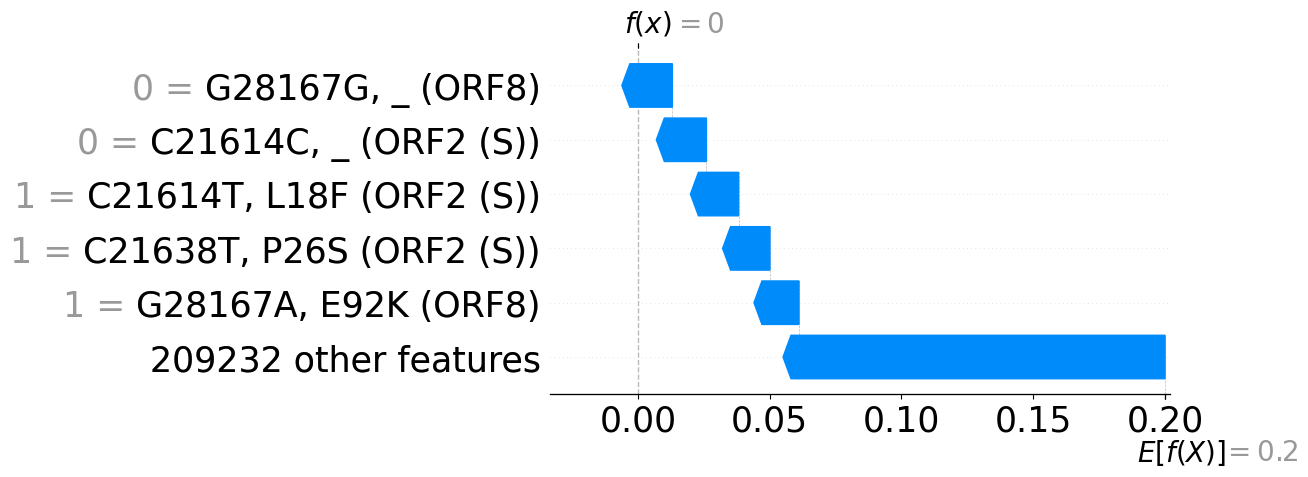 f(x) = 0
0 = G28167G, _ (ORF8)
0 = C21614C, _ (ORF2 (S))
1 = C21614T, L18F (ORF2 (S))
1 = C21638T, P26S (ORF2 (S))
1 = G28167A, E92K (ORF8)
209232 other features
0.00 0.05 0.10 0.15 0.20
E[f(X)] = 0.2